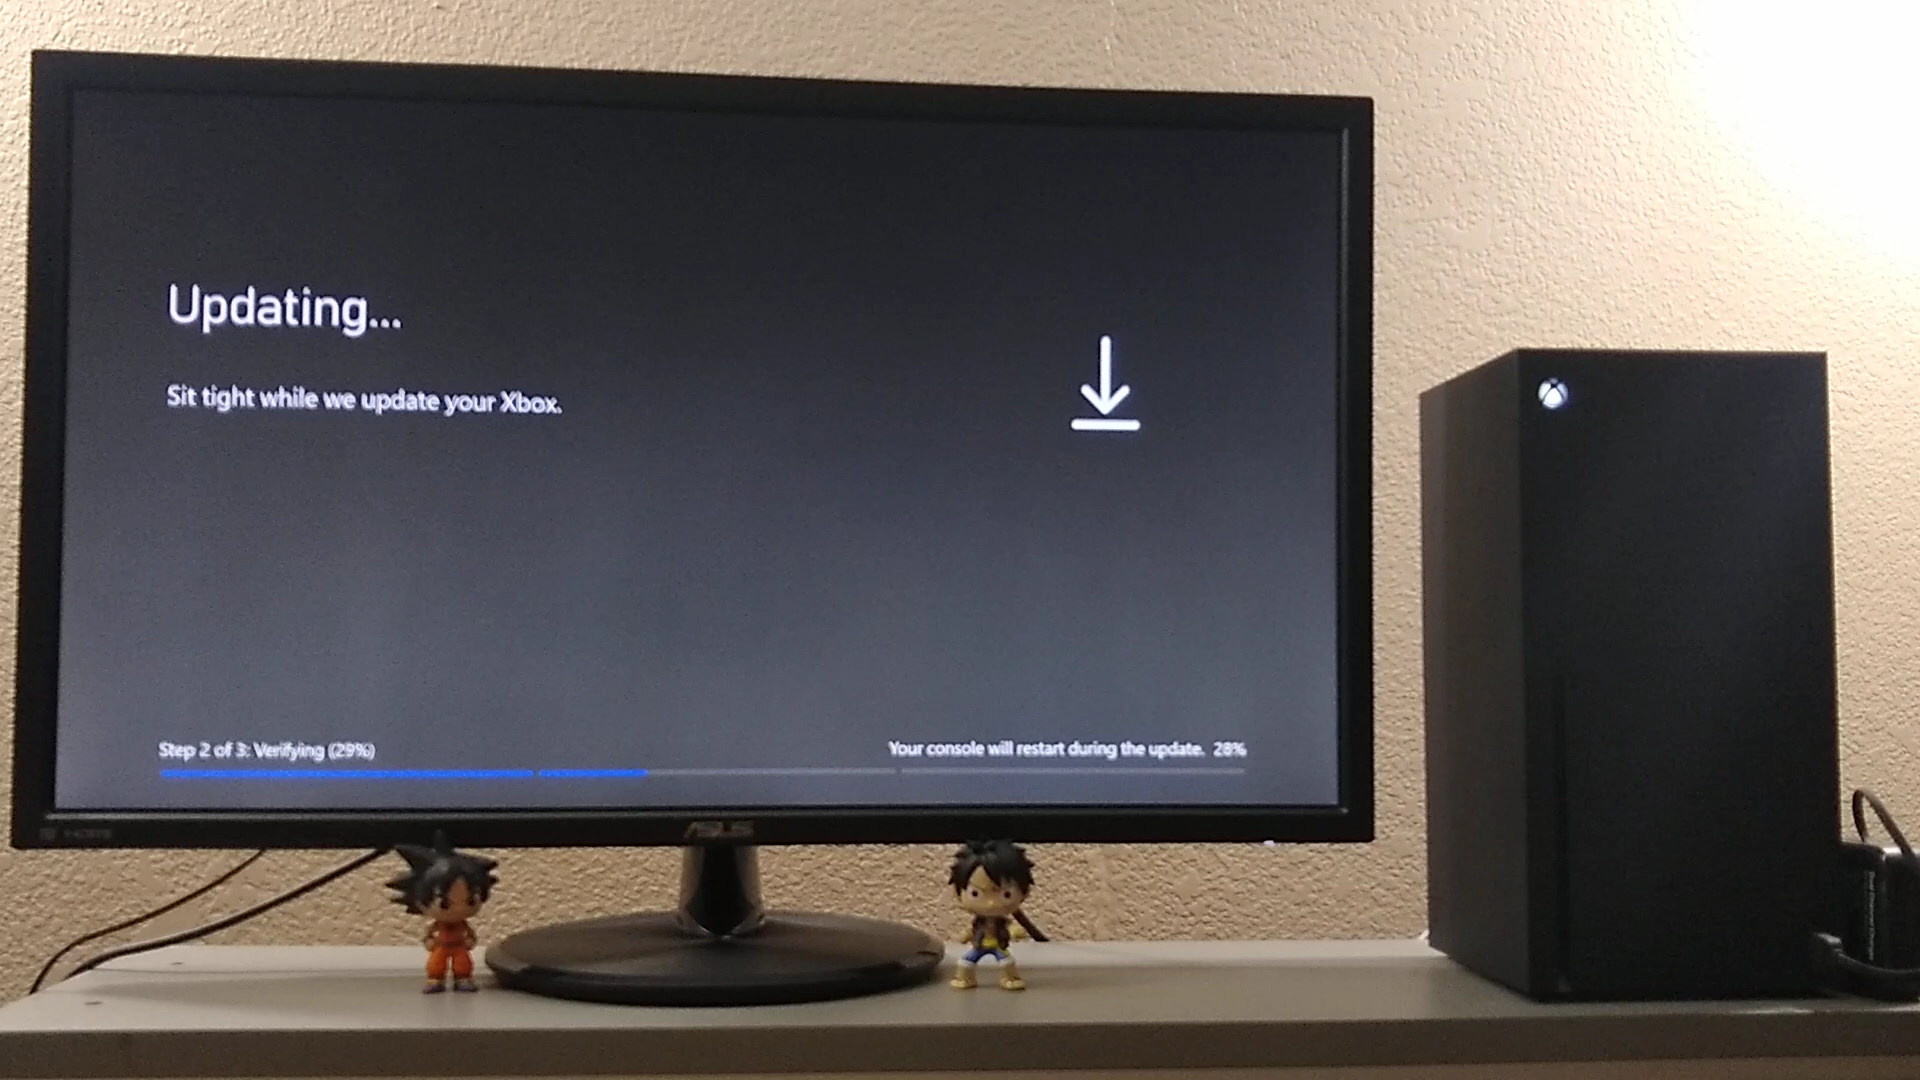 Updating...
Sit tight while we update your Xbox.
Step 2 of 3: Verifying (29%)
Your console will restart during the update. 28%
ASUS